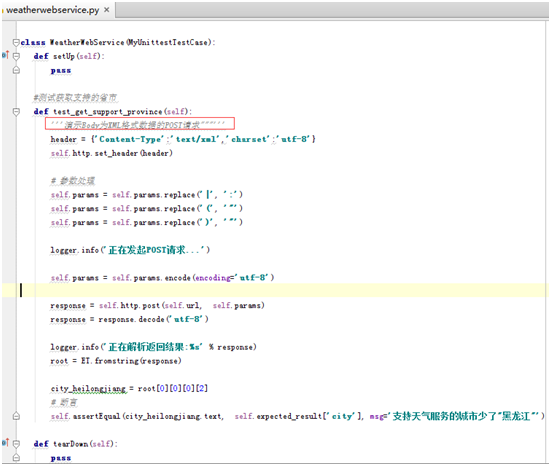 weatherwebservice.py
class WeatherWebService(MyUnittestTestCase):
def setUp(self):
pass
#测试获取支持的省市
def test_get_support_province(self):
'''演示Body为XML格式数据的POST请求"""''
header = {'Content-Type':'text/xml','charset':'utf-8'}
self.http.set_header(header)
# 参数处理
self.params = self.params.replace('|', ':')
self.params = self.params.replace('(', '"')
self.params = self.params.replace(')', '"')
logger.info('正在发起POST请求...')
self.params = self.params.encode(encoding='utf-8')
response = self.http.post(self.url, self.params)
response = response.decode('utf-8')
logger.info('正在解析返回结果:%s' % response)
root = ET.fromstring(response)
city_heilongjiang = root[0][0][0][2]
# 断言
self.assertEqual(city_heilongjiang.text, self.expected_result['city'], msg='支持天气服务的城市少了"黑龙江"')
def tearDown(self):
pass